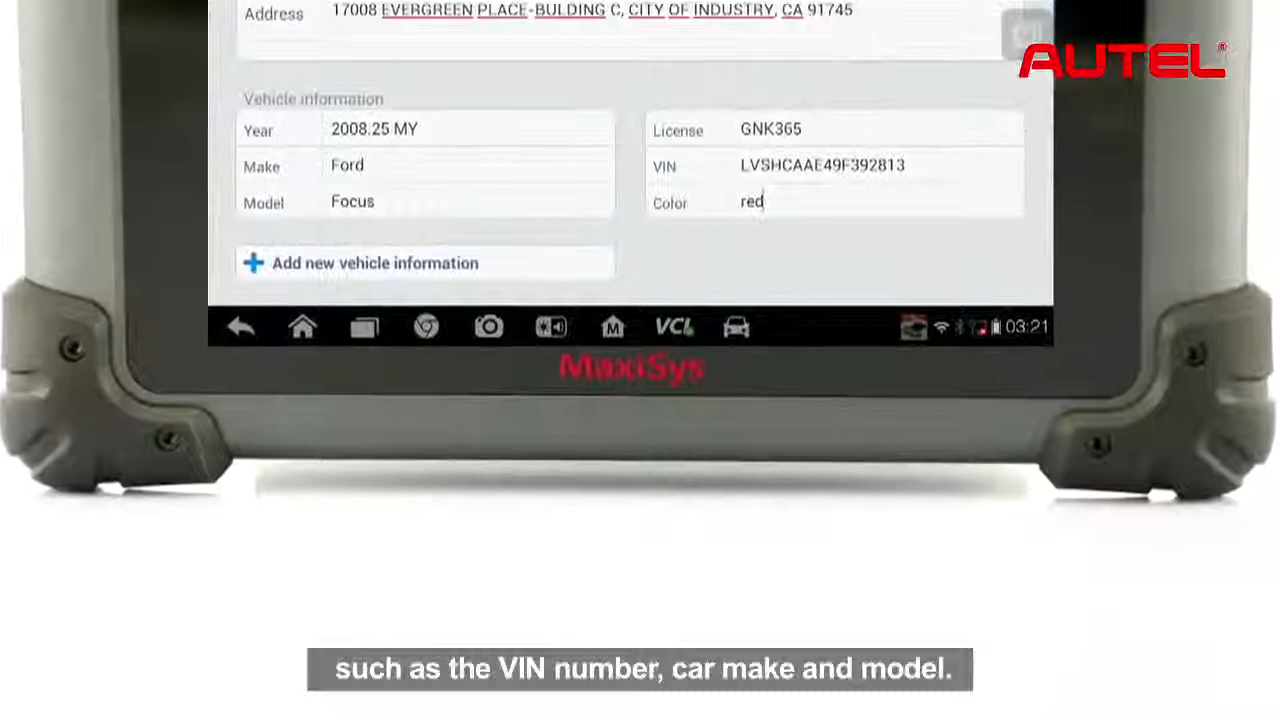 Address 17008 EVERGREEN PLACE-BULDING C, CITY OF INDUSTRY, CA 91745
AUTEL®
Vehicle information
Year 2008.25 MY
License GNK365
Make Ford
VIN LVSHCAAE49F392813
Model Focus
Color red
Add new vehicle information
M
VCI
03:21
MaxiSys
such as the VIN number, car make and model.